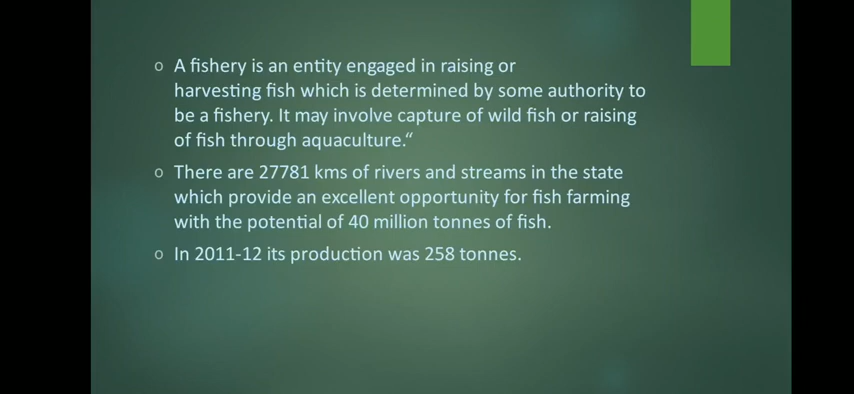 o A fishery is an entity engaged in raising or
harvesting fish which is determined by some authority to
be a fishery. It may involve capture of wild fish or raising
of fish through aquaculture.“
o There are 27781 kms of rivers and streams in the state
which provide an excellent opportunity for fish farming
with the potential of 40 million tonnes of fish.
o In 2011-12 its production was 258 tonnes.